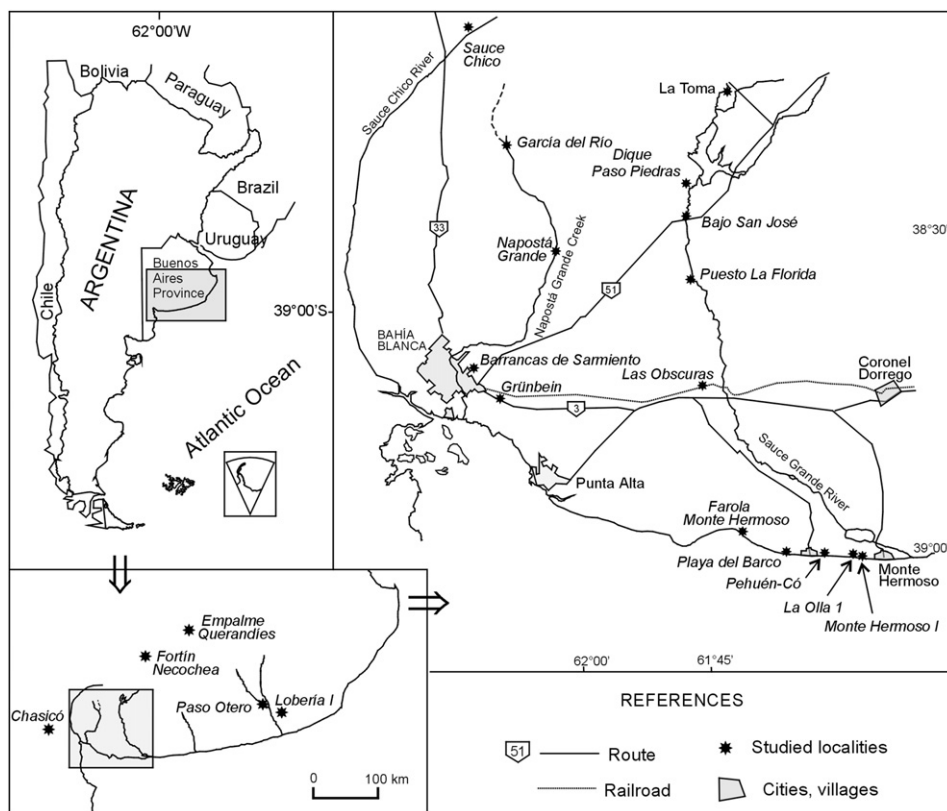 62°00'W
Bolivia
Paraguay
Brazil
Uruguay
ARGENTINA
Chile
Buenos
Aires
Province
39°00'S
Atlantic Ocean
Empalme
Querandíes
Fortín
Necochea
Chasicó
Paso Otero
Lobería I
0 100 km
Sauce
Chico
Sauce Chico River
La Toma
García del Río
Dique
Paso Piedras
33
Bajo San José
38°30'
Napostá
Grande
Napostá Grande Creek
Puesto La Florida
51
BAHÍA
BLANCA
Barrancas de Sarmiento
Las Obscuras
Coronel
Dorrego
Grünbein
3
Sauce Grande River
Punta Alta
Farola
Monte Hermoso
39°00
Playa del Barco
Monte
Hermoso
Pehuén-Có
La Olla 1
Monte Hermoso I
62°00'
61°45'
REFERENCES
51 Route
Studied localities
Railroad
Cities, villages